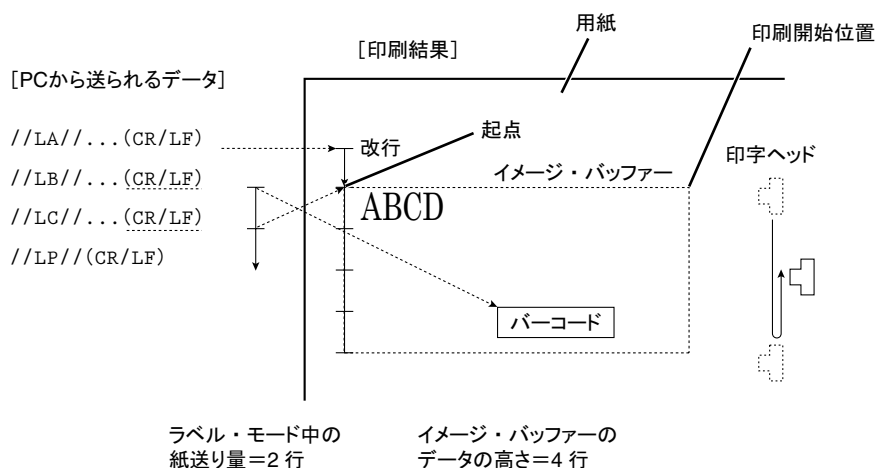 用紙
[印刷結果]
印刷開始位置
[PCから送られるデータ]
起点
//LA//...(CR/LF)
改行
印字ヘッド
//LB//...(CR/LF)
イメージ・バッファー
//LC//...(CR/LF)
ABCD
//LP//(CR/LF)
バーコード
ラベル・モード中の
紙送り量=2 行
イメージ・バッファーの
データの高さ=4 行